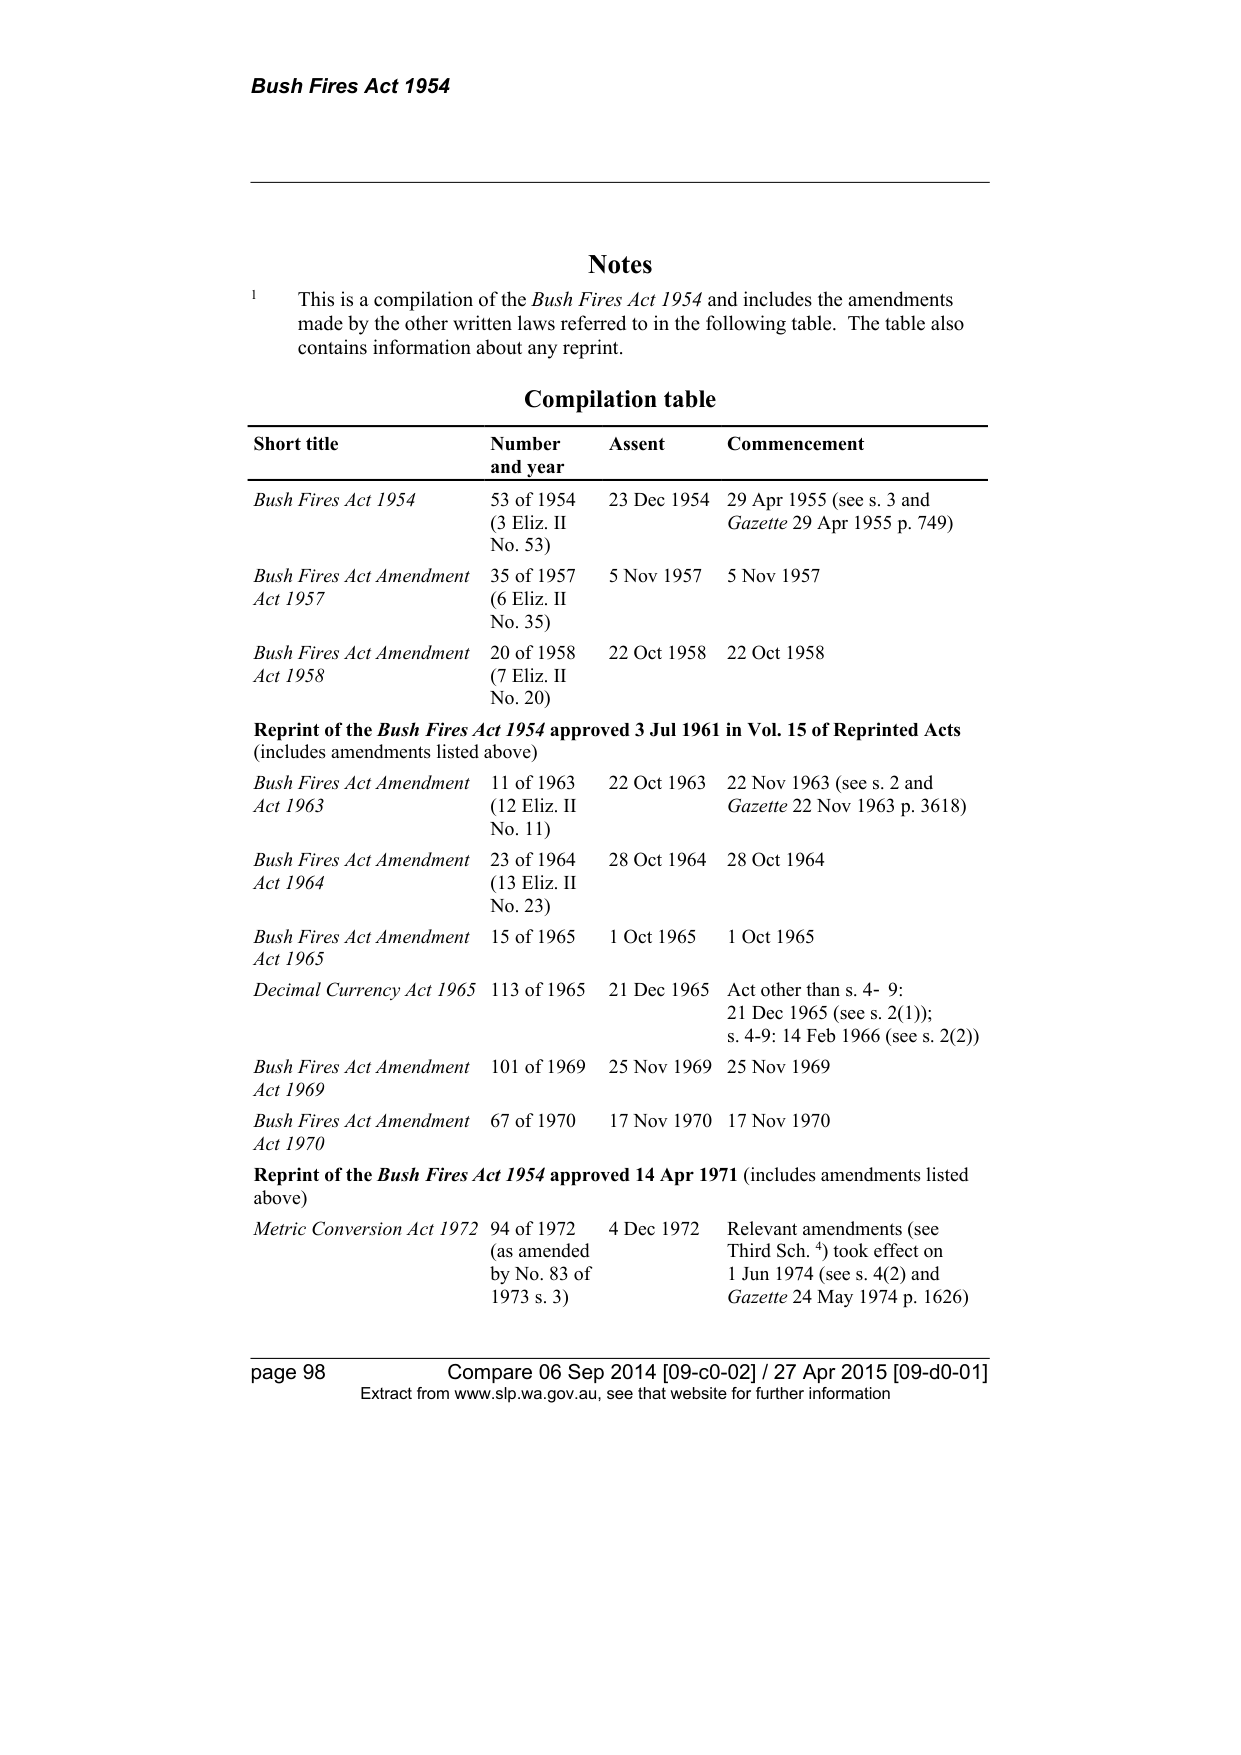 Bush Fires Act 1954
Notes
1 This is a compilation of the Bush Fires Act 1954 and includes the amendments
made by the other written laws referred to in the following table. The table also
contains information about any reprint.
Compilation table
Short title Number and year Assent Commencement
Bush Fires Act 1954 53 of 1954 23 Dec 1954 29 Apr 1955 (see s. 3 and
(3 Eliz. II Gazette 29 Apr 1955 p. 749)
No. 53)
Bush Fires Act Amendment 35 of 1957 5 Nov 1957 5 Nov 1957
Act 1957 (6 Eliz. II
No. 35)
Bush Fires Act Amendment 20 of 1958 22 Oct 1958 22 Oct 1958
Act 1958 (7 Eliz. II
No. 20)
Reprint of the Bush Fires Act 1954 approved 3 Jul 1961 in Vol. 15 of Reprinted Acts
(includes amendments listed above)
Bush Fires Act Amendment 11 of 1963 22 Oct 1963 22 Nov 1963 (see s. 2 and
Act 1963 (12 Eliz. II Gazette 22 Nov 1963 p. 3618)
No. 11)
Bush Fires Act Amendment 23 of 1964 28 Oct 1964 28 Oct 1964
Act 1964 (13 Eliz. II
No. 23)
Bush Fires Act Amendment 15 of 1965 1 Oct 1965 1 Oct 1965
Act 1965
Decimal Currency Act 1965 113 of 1965 21 Dec 1965 Act other than s. 4- 9:
21 Dec 1965 (see s. 2(1));
s. 4-9: 14 Feb 1966 (see s. 2(2))
Bush Fires Act Amendment 101 of 1969 25 Nov 1969 25 Nov 1969
Act 1969
Bush Fires Act Amendment 67 of 1970 17 Nov 1970 17 Nov 1970
Act 1970
Reprint of the Bush Fires Act 1954 approved 14 Apr 1971 (includes amendments listed
above)
Metric Conversion Act 1972 94 of 1972 4 Dec 1972 Relevant amendments (see
(as amended Third Sch. 4) took effect on
by No. 83 of 1 Jun 1974 (see s. 4(2) and
1973 s. 3) Gazette 24 May 1974 p. 1626)
page 98 Compare 06 Sep 2014 [09-c0-02] / 27 Apr 2015 [09-d0-01]
Extract from www.slp.wa.gov.au, see that website for further information